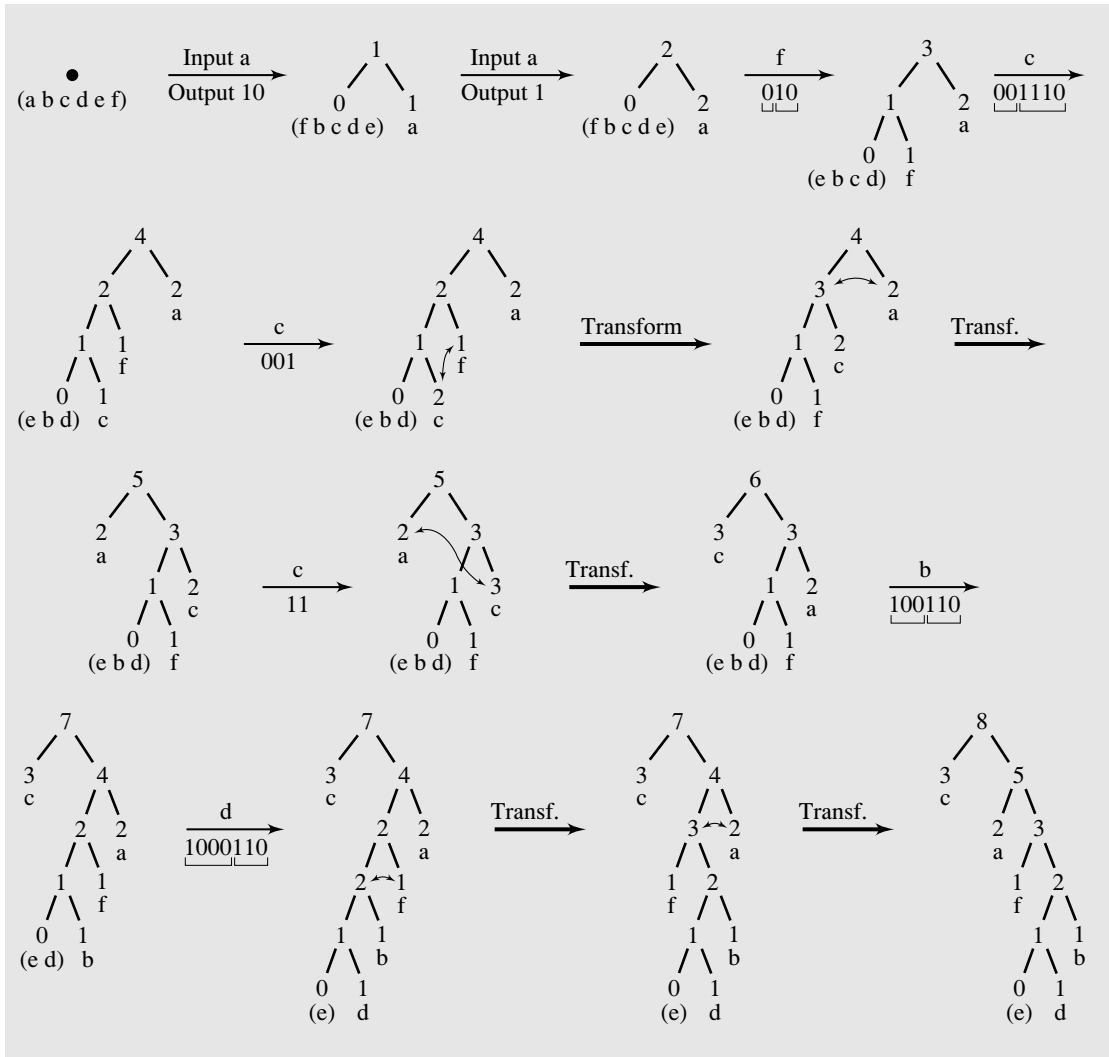 Input a
Output 10
Input a
Output 1
f
010
c
001110
(a b c d e f)
1
0 1
(f b c d e) a
2
0 2
(f b c d e) a
3
1 2
a
0 1
(e b c d) f
4
2 2
a
1 1
f
0 1
(e b d) c
c
001
4
2 2
a
1 1
f
0 2
(e b d) c
Transform
4
3 2
a
1 2
c
0 1
(e b d) f
Transf.
5
2 3
a
1 2
c
0 1
(e b d) f
c
11
5
2 3
a
1 3
c
0 1
(e b d) f
Transf.
6
3 3
c
1 2
a
0 1
(e b d) f
b
100110
7
3 4
c
2 2
a
1 1
f
0 1
(e d) b
d
1000110
7
3 4
c
2 2
a
2 1
f
1 1
b
0 1
(e) d
Transf.
7
3 4
c
3 2
a
1 2
f
1 1
b
0 1
(e) d
Transf.
8
3 5
c
2 3
a
1 2
f
1 1
b
0 1
(e) d